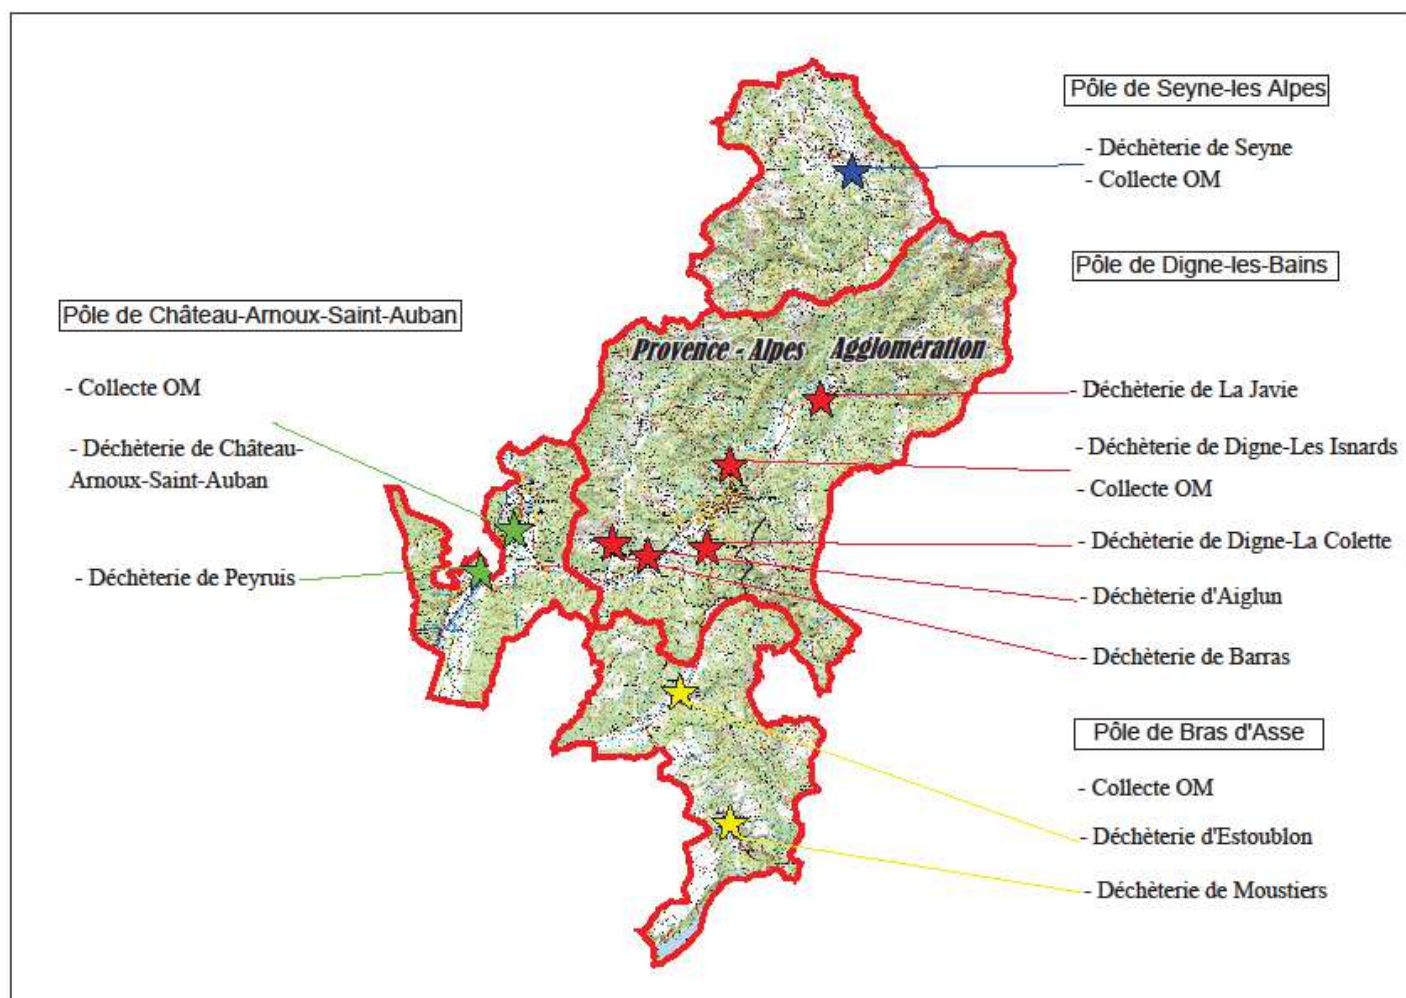 Pôle de Seyne-les Alpes
- Déchèterie de Seyne
- Collecte OM
Pôle de Digne-les-Bains
Pôle de Château-Arnoux-Saint-Auban
Provence - Alpes Agglomération
- Collecte OM
- Déchèterie de Château-
Arnoux-Saint-Auban
- Déchèterie de Peyruis
- Déchèterie de La Javie
- Déchèterie de Digne-Les Isnards
- Collecte OM
- Déchèterie de Digne-La Colette
- Déchèterie d'Aiglun
- Déchèterie de Barras
Pôle de Bras d'Asse
- Collecte OM
- Déchèterie d'Estoublon
- Déchèterie de Moustiers